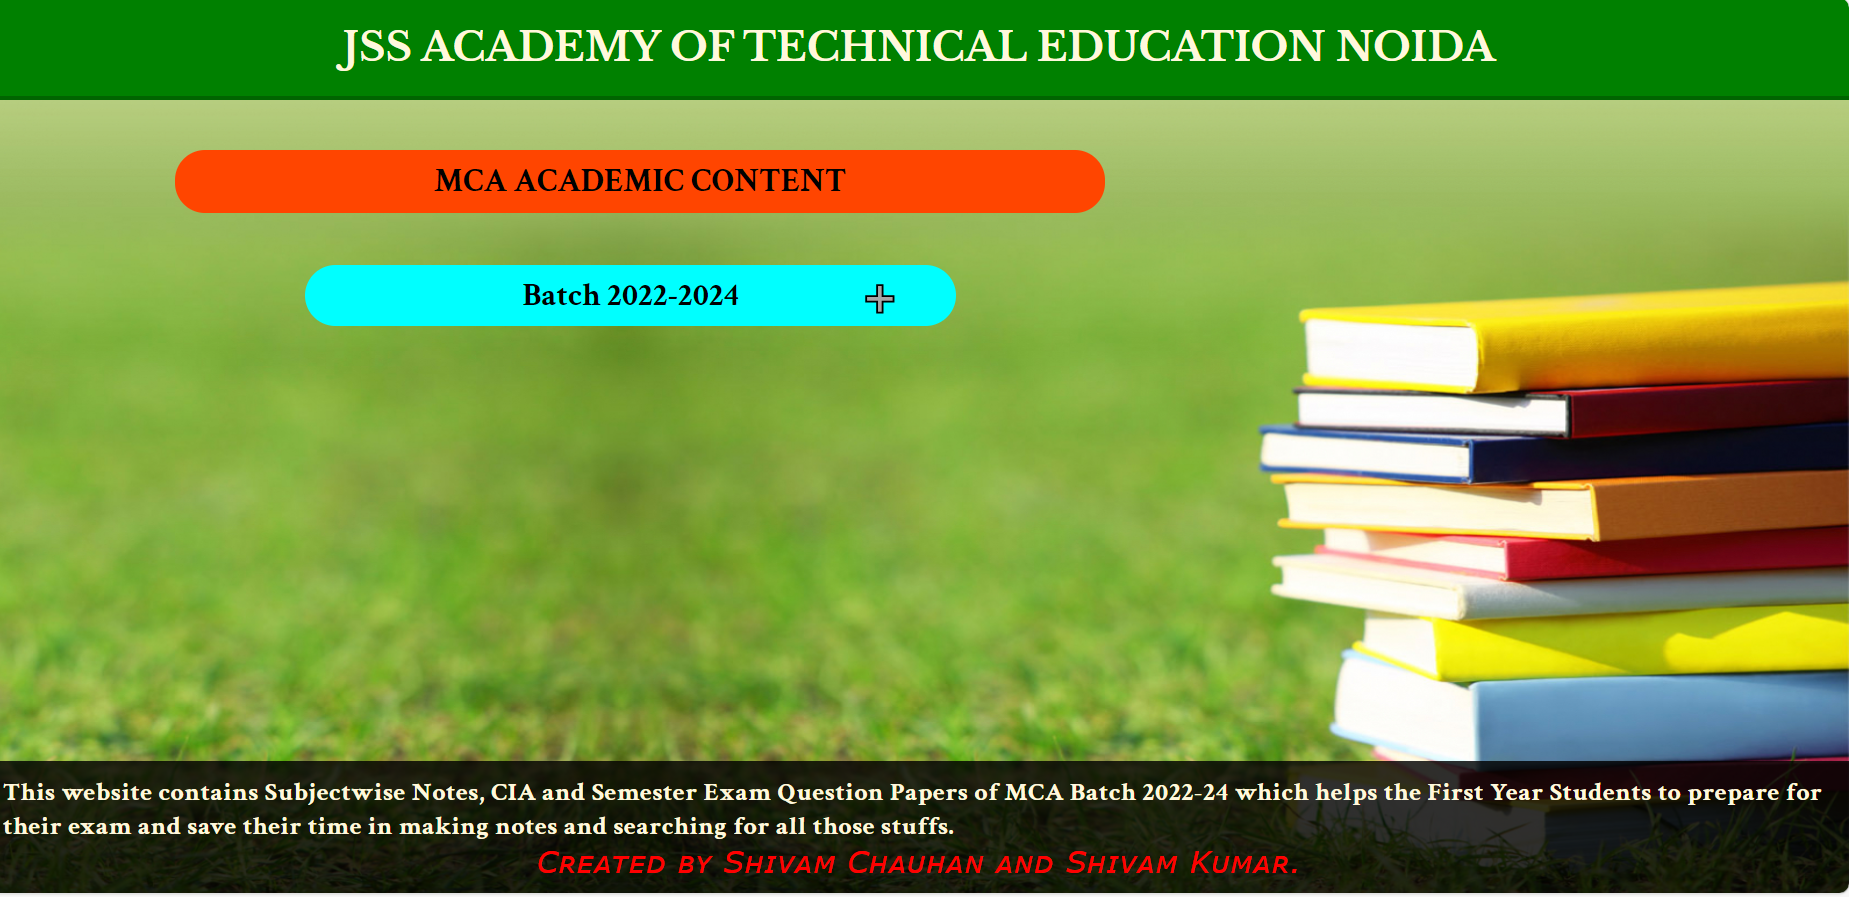 JSS ACADEMY OF TECHNICAL EDUCATION NOIDA
MCA ACADEMIC CONTENT
Batch 2022-2024
This website contains Subjectwise Notes, CIA and Semester Exam Question Papers of MCA Batch 2022-24 which helps the First Year Students to prepare for
their exam and save their time in making notes and searching for all those stuffs.
Created by Shivam Chauhan and Shivam Kumar.